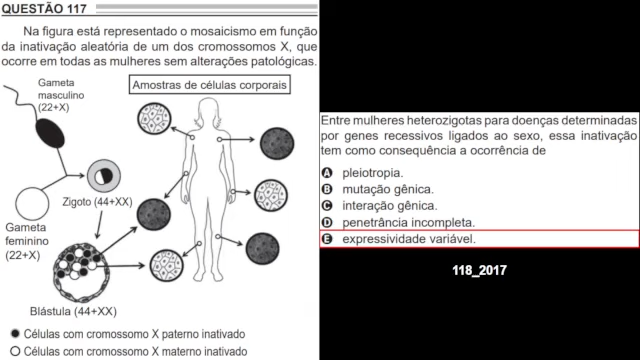 QUESTÃO 117
Na figura está representado o mosaicismo em função
da inativação aleatória de um dos cromossomos X, que
ocorre em todas as mulheres sem alterações patológicas.
Gameta
masculino
(22+X)
Amostras de células corporais
Zigoto (44+XX)
Gameta
feminino
(22+X)
Blástula (44+XX)
Células com cromossomo X paterno inativado
Células com cromossomo X materno inativado
Entre mulheres heterozigotas para doenças determinadas
por genes recessivos ligados ao sexo, essa inativação
tem como consequência a ocorrência de
A pleiotropia.
B mutação gênica.
C interação gênica.
D penetrância incompleta.
E expressividade variável.
118_2017